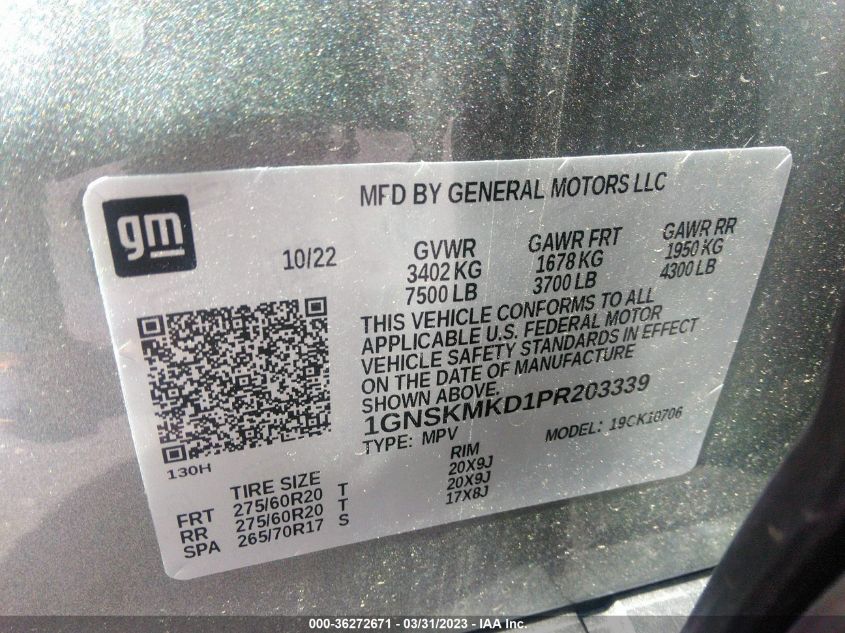 gm
MFD BY GENERAL MOTORS LLC
10/22
GVWR
3402 KG
7500 LB
GAWR FRT
1678 KG
3700 LB
GAWR RR
1950 KG
4300 LB
THIS VEHICLE CONFORMS TO ALL
APPLICABLE U.S. FEDERAL MOTOR
VEHICLE SAFETY STANDARDS IN EFFECT
ON THE DATE OF MANUFACTURE
SHOWN ABOVE.
1GNSKMKD1PR203339
TYPE: MPV
MODEL: 19CK10706
130H
TIRE SIZE
RIM
FRT 275/60R20 T 20X9J
RR 275/60R20 T 20X9J
SPA 265/70R17 S 17X8J
000-36272671 - 03/31/2023 - IAA Inc.